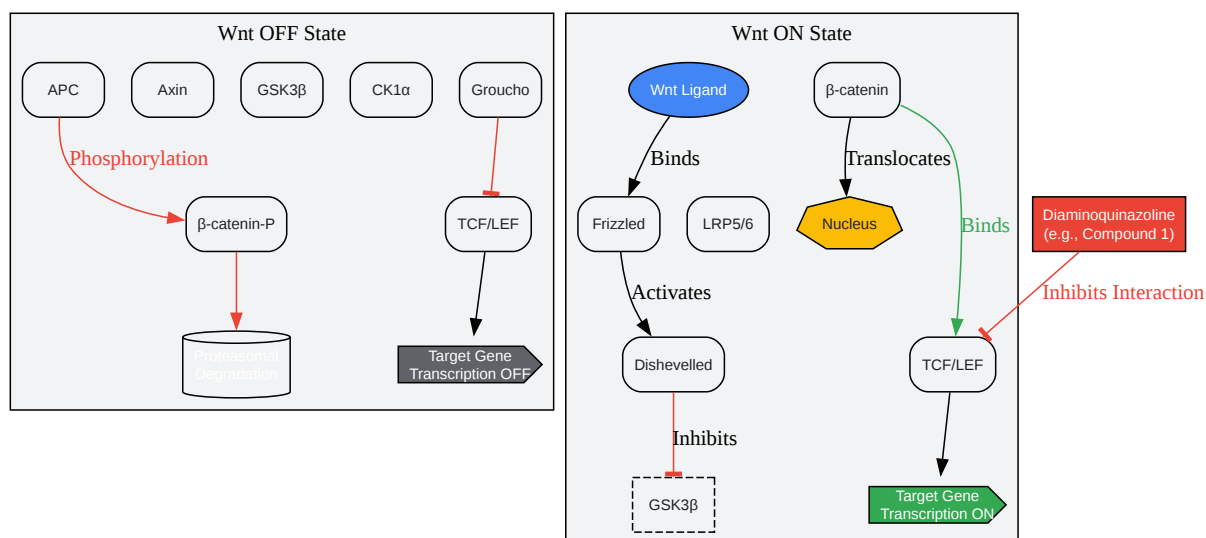 Wnt OFF State
APC
Axin
GSK3β
CK1α
Groucho
Phosphorylation
β-catenin-P
TCF/LEF
Proteasomal
Degradation
Target Gene
Transcription OFF
Wnt ON State
Wnt Ligand
β-catenin
Binds
Translocates
Frizzled
LRP5/6
Nucleus
Binds
Activates
Dishevelled
TCF/LEF
Inhibits
GSK3β
Target Gene
Transcription ON
Diaminoquinazoline
(e.g., Compound 1)
Inhibits Interaction